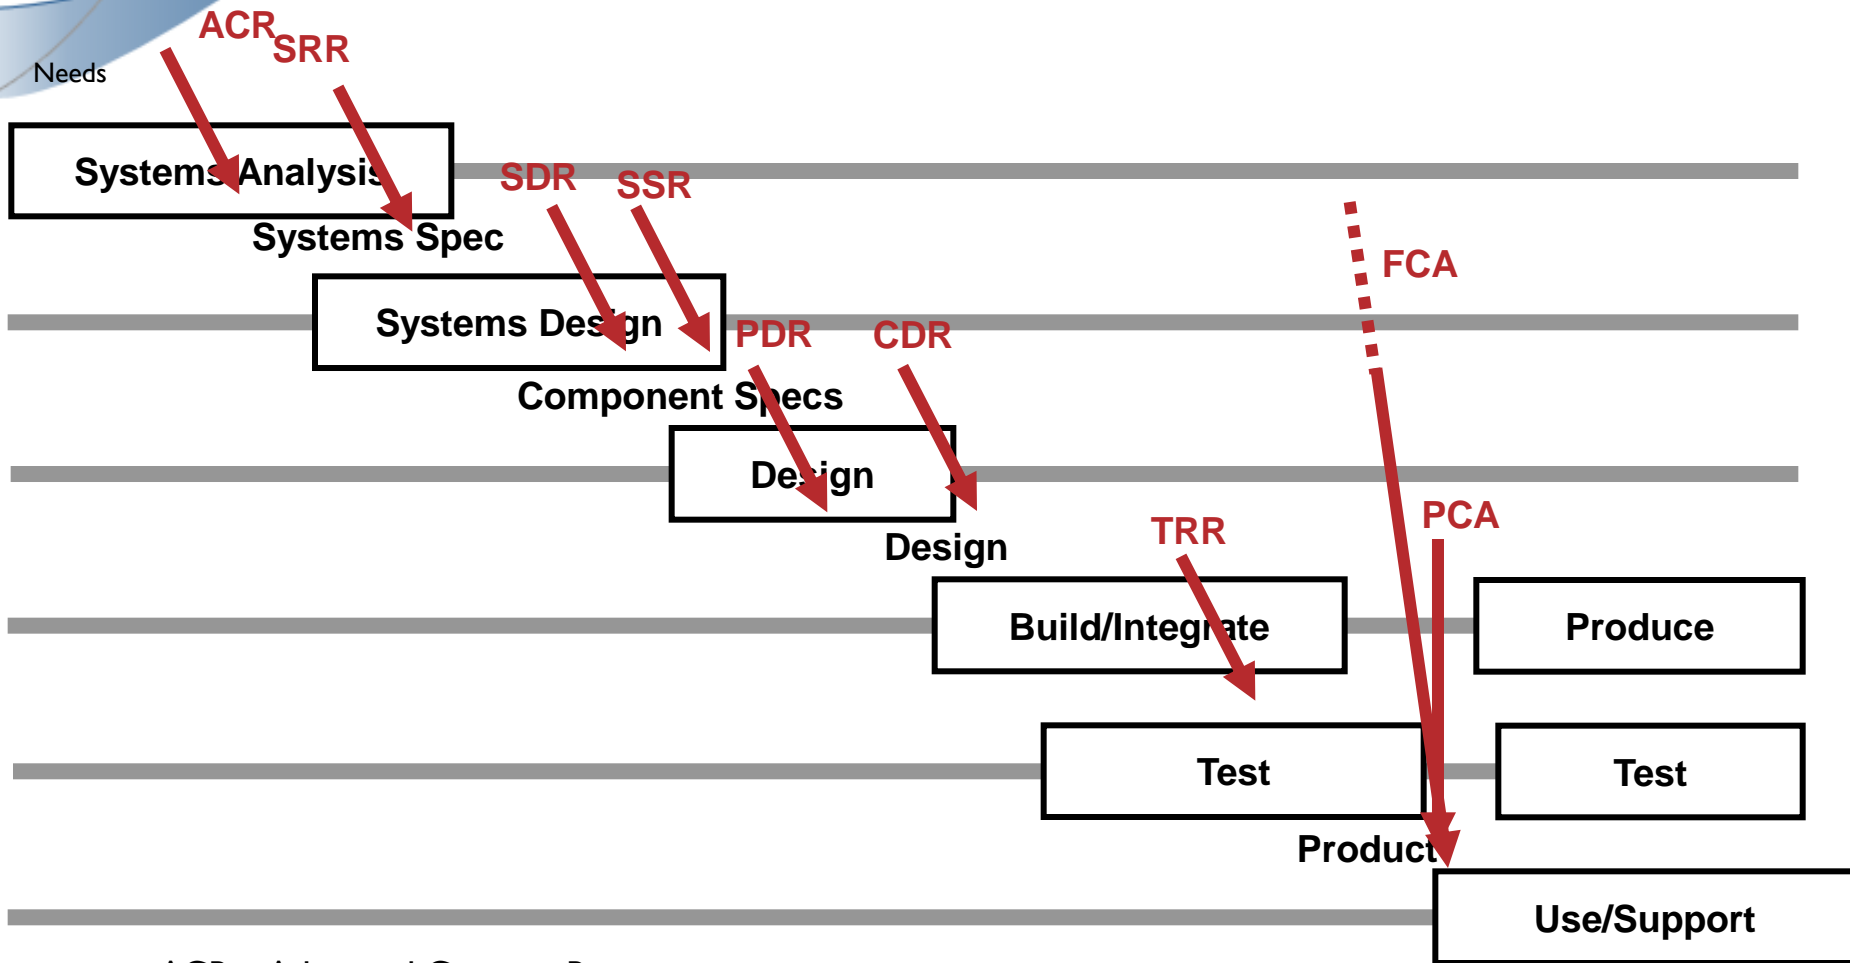 ACR
SRR
Needs
Systems Analysis
SDR
SSR
Systems Spec
FCA
Systems Design
PDR
CDR
Component Specs
Design
PCA
TRR
Design
Build/Integrate
Produce
Test
Test
Product
Use/Support